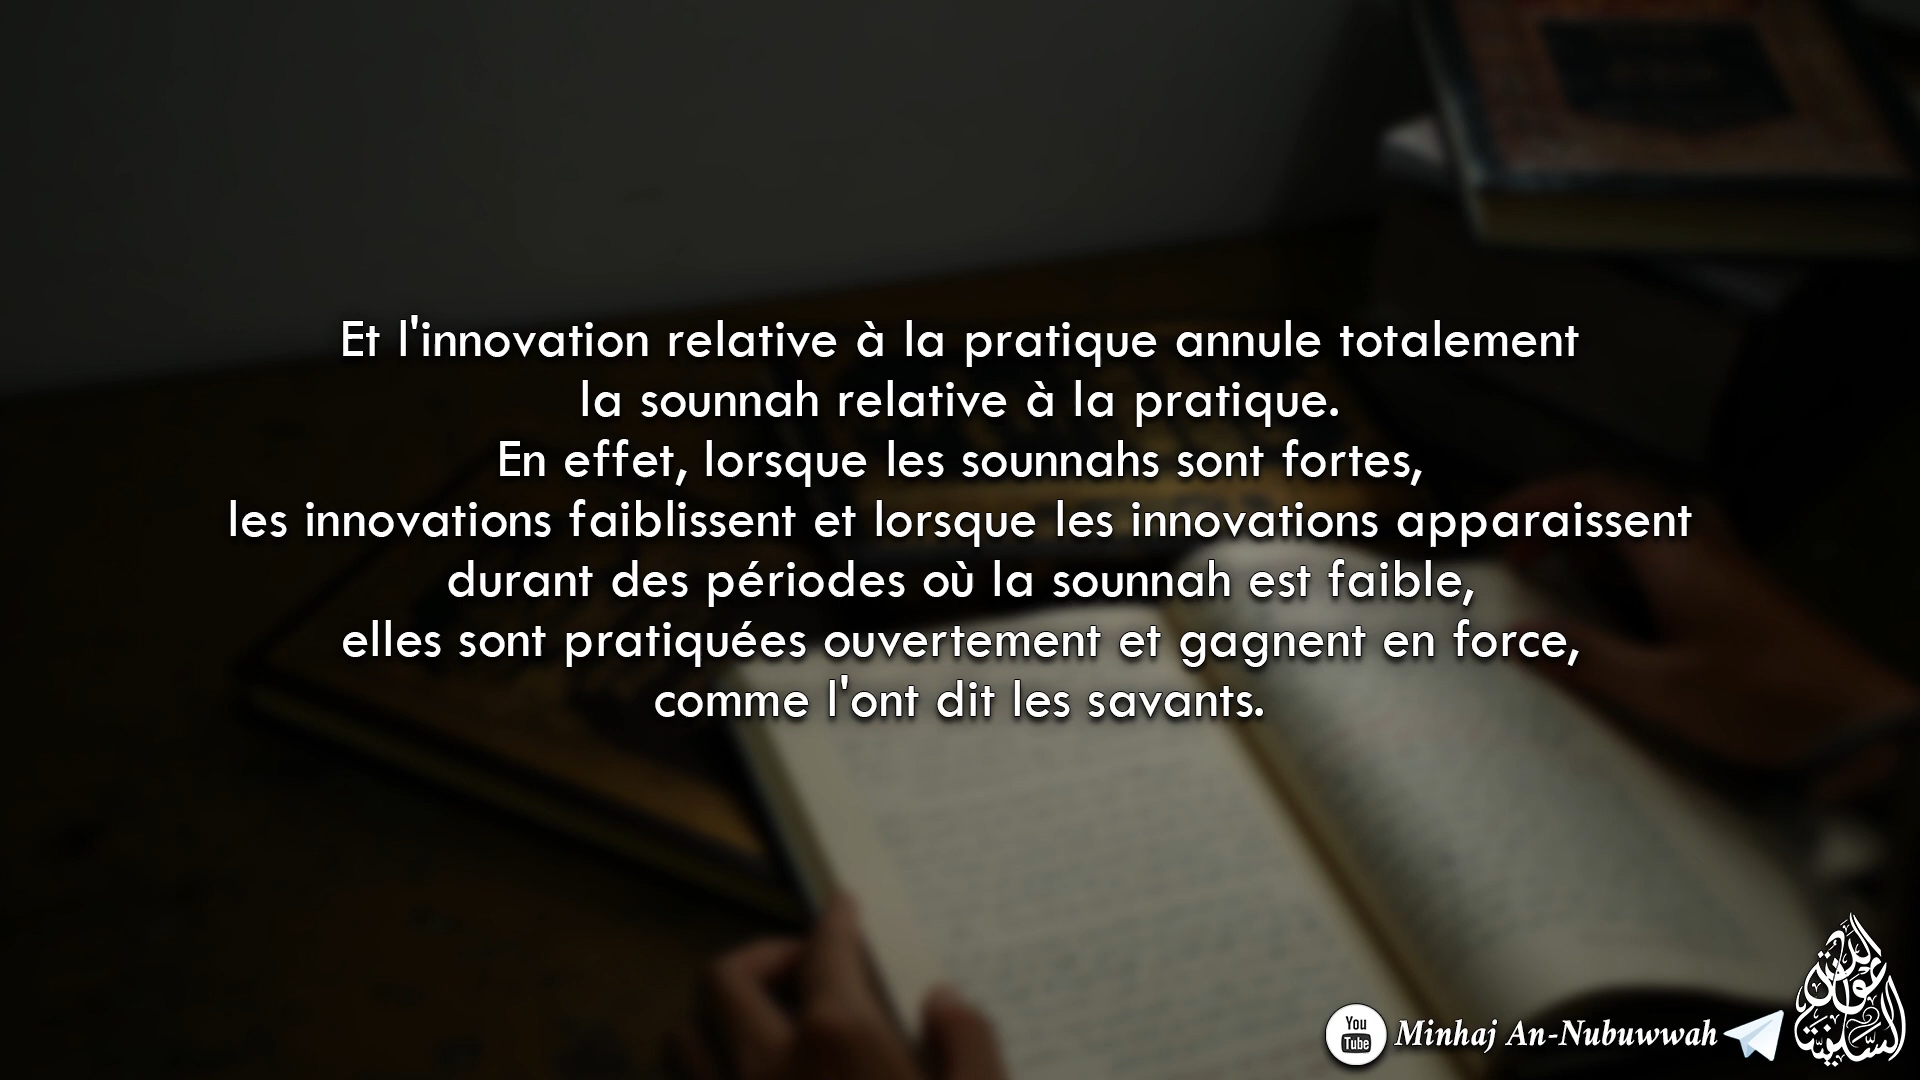 Et l'innovation relative à la pratique annule totalement
la sounnah relative à la pratique.
En effet, lorsque les sounnahs sont fortes,
les innovations faiblissent et lorsque les innovations apparaissent
durant des périodes où la sounnah est faible,
elles sont pratiquées ouvertement et gagnent en force,
comme l'ont dit les savants.
You
Tube
Minhaj An-Nubuwwah